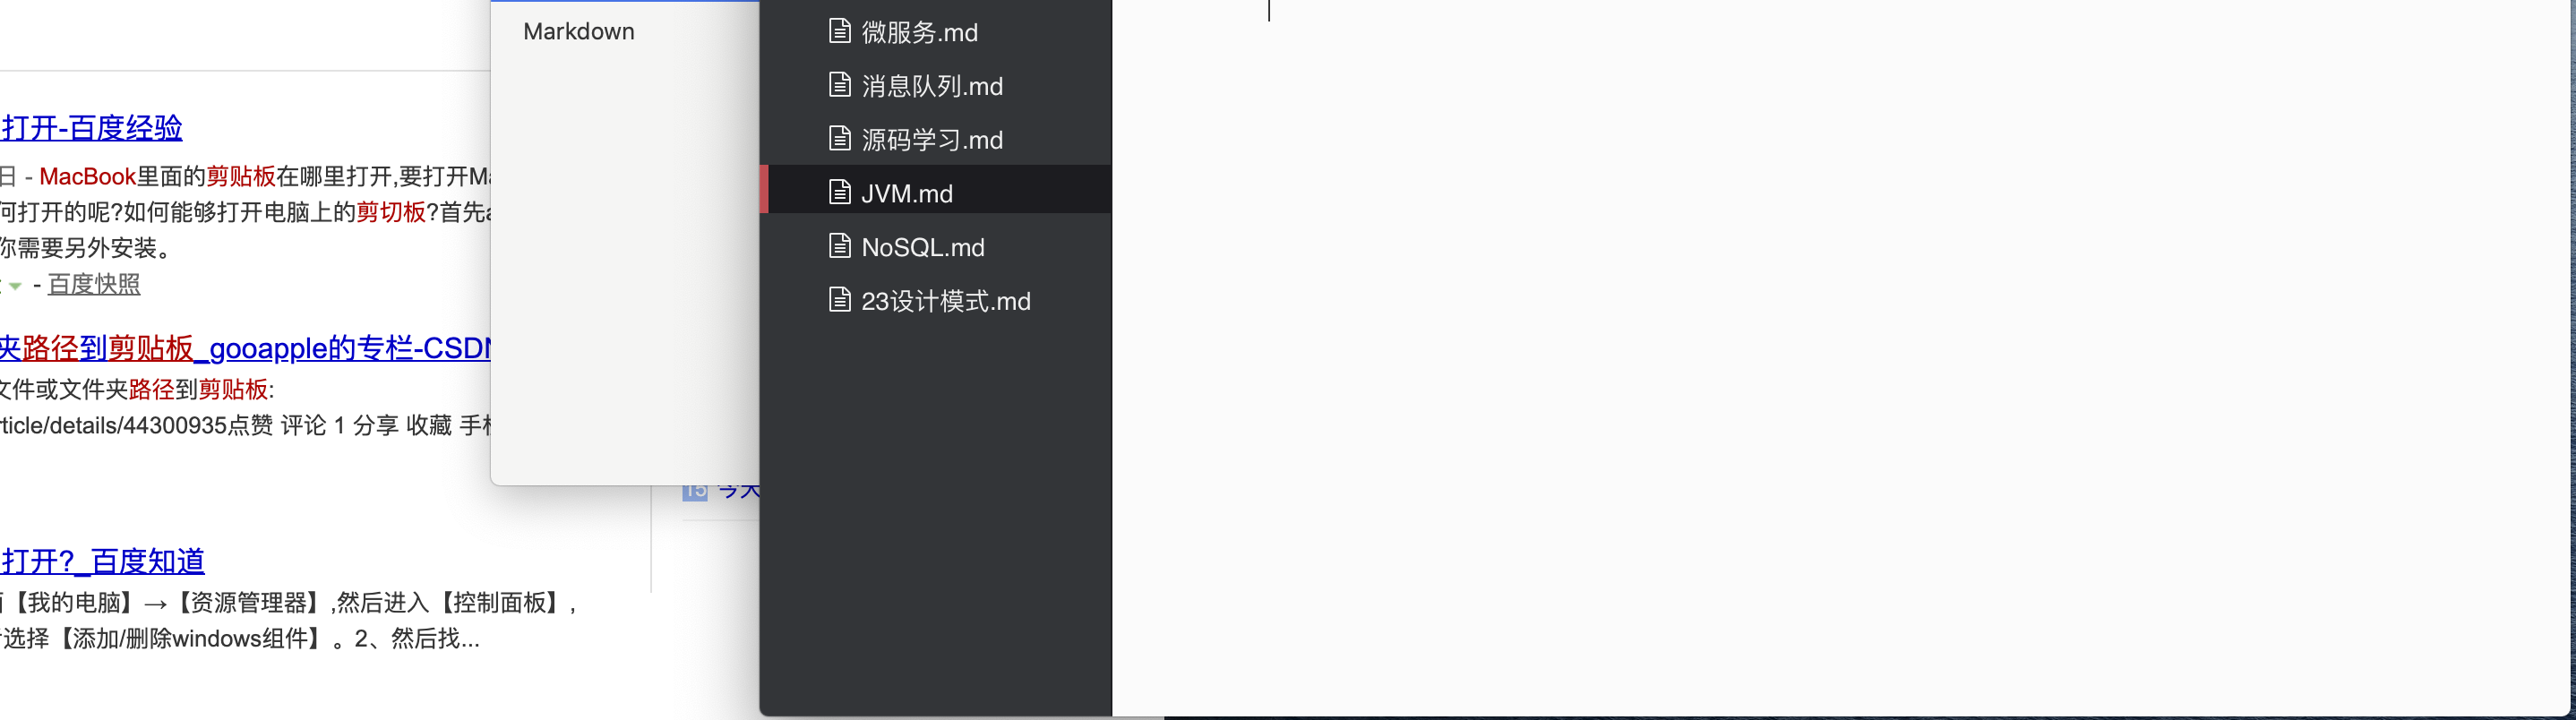 Markdown
打开-百度经验
日 - MacBook里面的剪贴板在哪里打开,要打开Ma
何打开的呢?如何能够打开电脑上的剪切板?首先a
你需要另外安装。
- 百度快照
夹路径到剪贴板_gooapple的专栏-CSDN
文件或文件夹路径到剪贴板:
rticle/details/44300935点赞 评论 1 分享 收藏 手机
15 今天
打开?_百度知道
【我的电脑】→【资源管理器】,然后进入【控制面板】,
选择【添加/删除windows组件】。2、然后找...
微服务.md
消息队列.md
源码学习.md
JVM.md
NoSQL.md
23设计模式.md